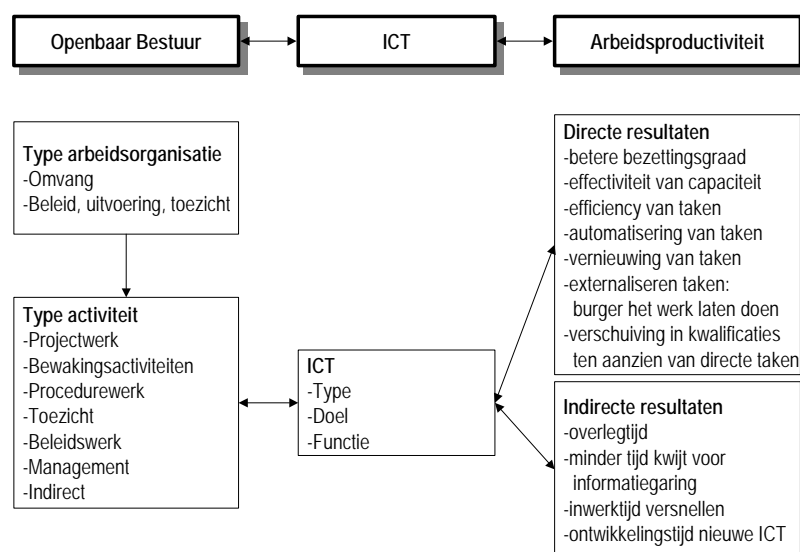 Openbaar Bestuur
ICT
Arbeidsproductiviteit
Type arbeidsorganisatie
-Omvang
-Beleid, uitvoering, toezicht
Type activiteit
-Projectwerk
-Bewakingsactiviteiten
-Procedurewerk
-Toezicht
-Beleidswerk
-Management
-Indirect
ICT
-Type
-Doel
-Functie
Directe resultaten
-betere bezettingsgraad
-effectiviteit van capaciteit
-efficiency van taken
-automatisering van taken
-vernieuwing van taken
-externaliseren taken:
burger het werk laten doen
-verschuiving in kwalificaties
ten aanzien van directe taken
Indirecte resultaten
-overlegtijd
-minder tijd kwijt voor
informatiegaring
-inwerktijd versnellen
-ontwikkelingstijd nieuwe ICT